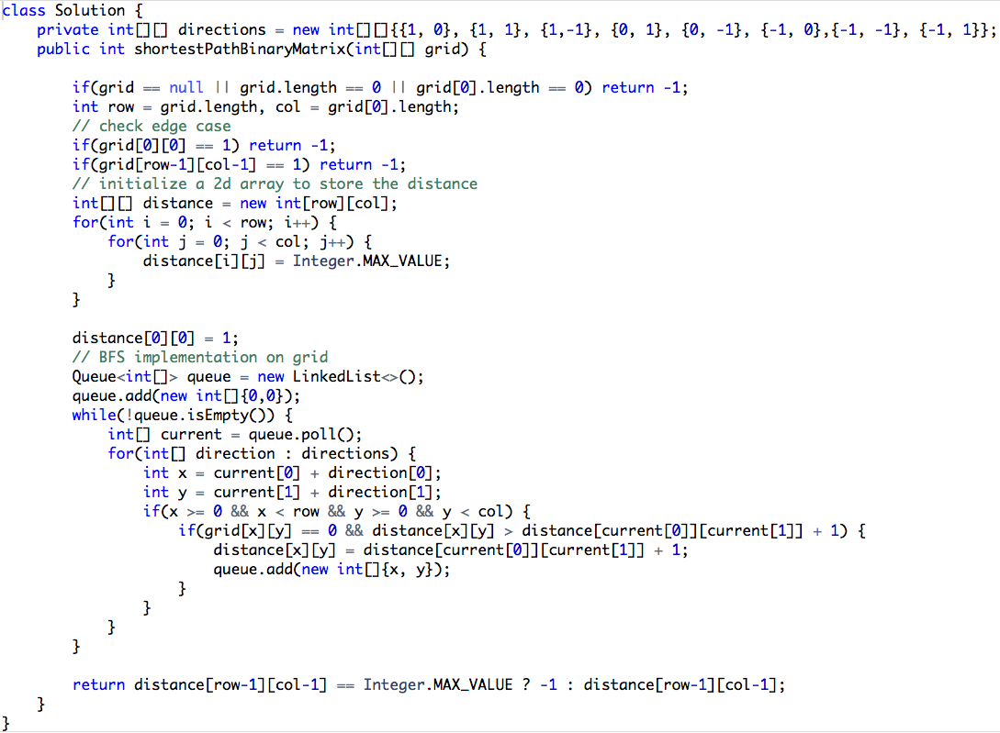 class Solution {
    private int[][] directions = new int[][]{{1, 0}, {1, 1}, {1,-1}, {0, 1}, {0, -1}, {-1, 0},{-1, -1}, {-1, 1}};
    public int shortestPathBinaryMatrix(int[][] grid) {

        if(grid == null || grid.length == 0 || grid[0].length == 0) return -1;
        int row = grid.length, col = grid[0].length;
        // check edge case
        if(grid[0][0] == 1) return -1;
        if(grid[row-1][col-1] == 1) return -1;
        // initialize a 2d array to store the distance
        int[][] distance = new int[row][col];
        for(int i = 0; i < row; i++) {
            for(int j = 0; j < col; j++) {
                distance[i][j] = Integer.MAX_VALUE;
            }
        }

        distance[0][0] = 1;
        // BFS implementation on grid
        Queue<int[]> queue = new LinkedList<>();
        queue.add(new int[]{0,0});
        while(!queue.isEmpty()) {
            int[] current = queue.poll();
            for(int[] direction : directions) {
                int x = current[0] + direction[0];
                int y = current[1] + direction[1];
                if(x >= 0 && x < row && y >= 0 && y < col) {
                    if(grid[x][y] == 0 && distance[x][y] > distance[current[0]][current[1]] + 1) {
                        distance[x][y] = distance[current[0]][current[1]] + 1;
                        queue.add(new int[]{x, y});
                    }
                }
            }
        }

        return distance[row-1][col-1] == Integer.MAX_VALUE ? -1 : distance[row-1][col-1];
    }
}